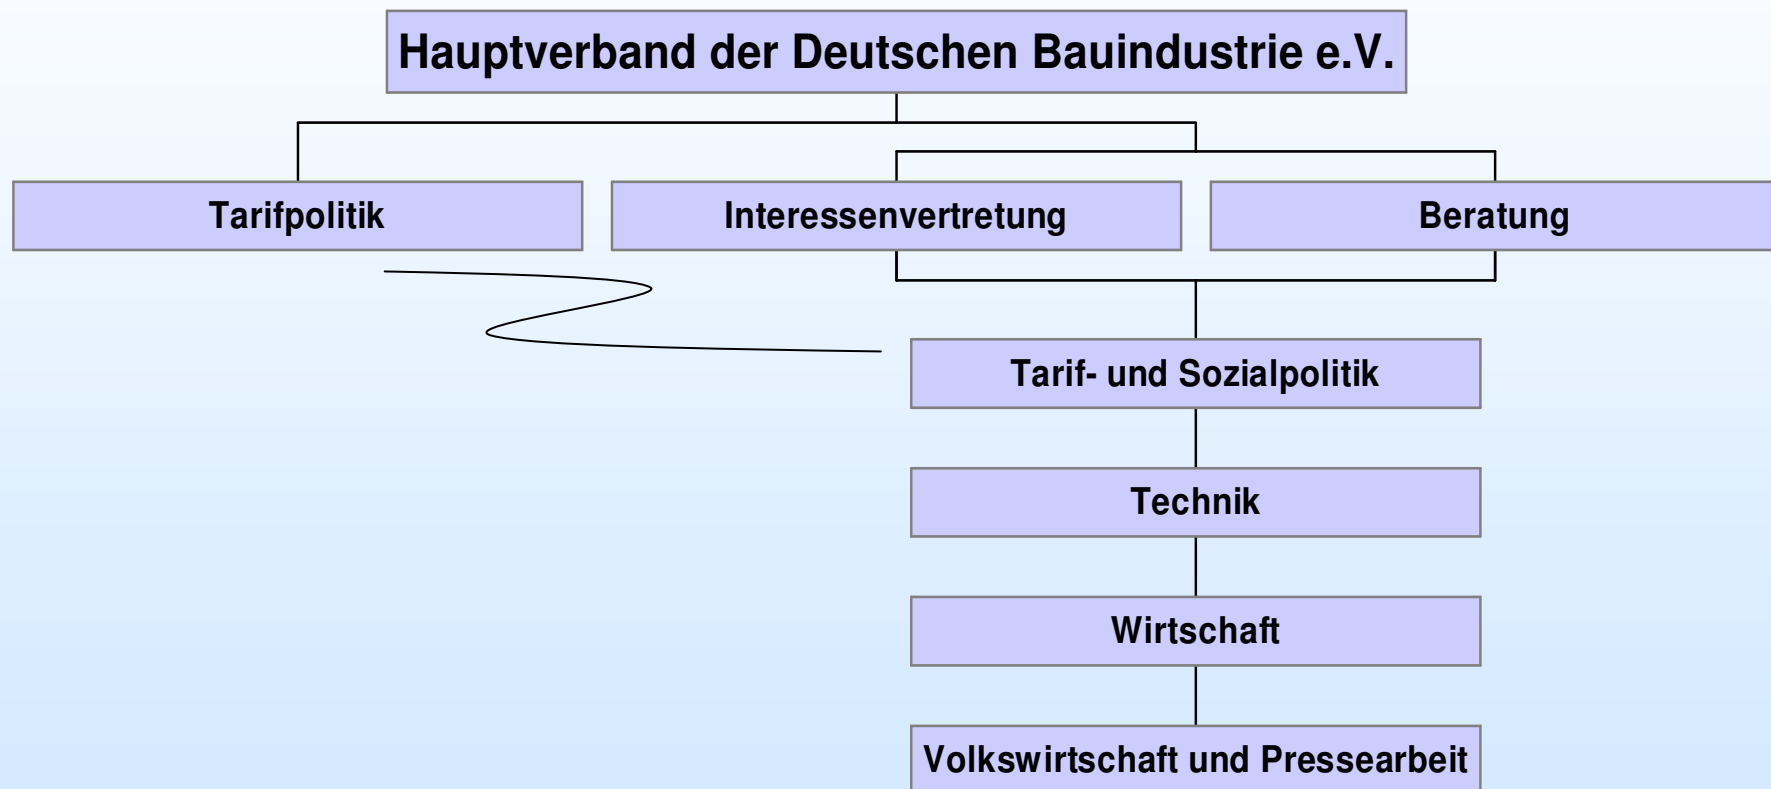 Hauptverband der Deutschen Bauindustrie e.V.
Tarifpolitik
Interessenvertretung
Beratung
Tarif- und Sozialpolitik
Technik
Wirtschaft
Volkswirtschaft und Pressearbeit